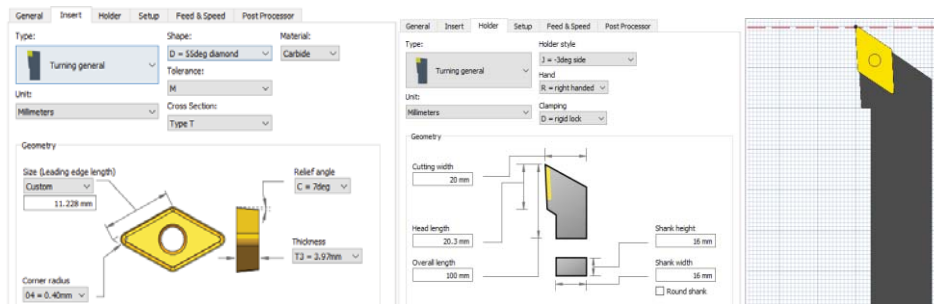 General Insert Holder Setup Feed & Speed Post Processor
Type:
Turning general
Unit:
Millimeters
Shape:
D = 55deg diamond
Tolerance:
M
Cross Section:
Type T
Material:
Carbide
Geometry
Size (Leading edge length)
Custom
11.228 mm
Relief angle
C = 7deg
Thickness
T3 = 3.97mm
Corner radius
04 = 0.40mm
General Insert Holder Setup Feed & Speed Post Processor
Type:
Turning general
Unit:
Millimeters
Holder style
J = -3deg side
Hand
R = right handed
Clamping
D = rigid lock
Geometry
Cutting width
20 mm
Head length
20.3 mm
Overall length
100 mm
Shank height
16 mm
Shank width
16 mm
Round shank